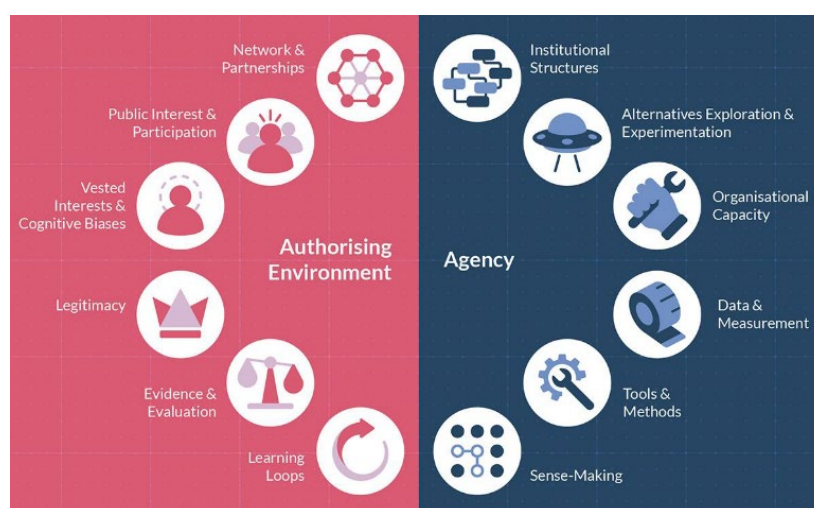 Network &
Partnerships
Public Interest &
Participation
Vested
Interests &
Cognitive Biases
Authorising
Environment
Legitimacy
Evidence &
Evaluation
Learning
Loops
Institutional
Structures
Alternatives Exploration &
Experimentation
Organisational
Capacity
Agency
Data &
Measurement
Tools &
Methods
Sense-Making